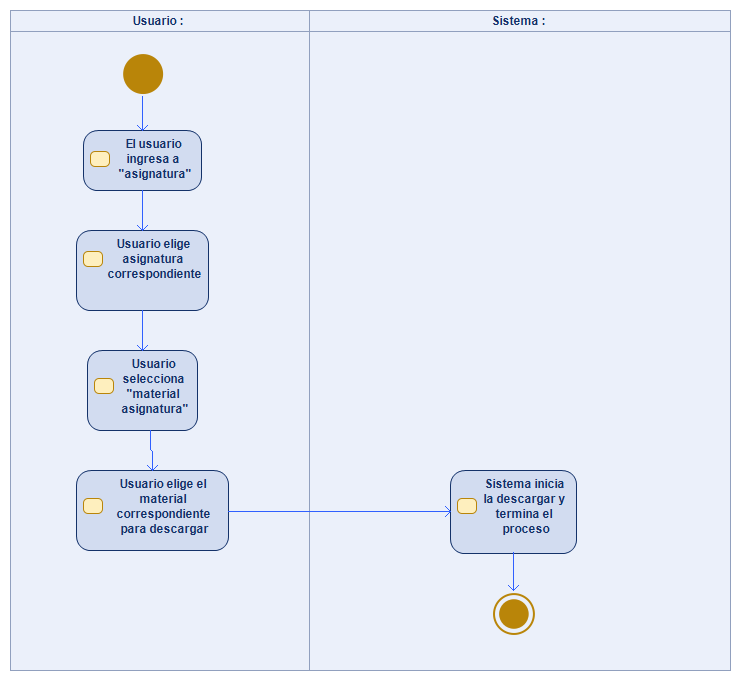 Usuario :
Sistema :
El usuario
ingresa a
"asignatura"
Usuario elige
asignatura
correspondiente
Usuario
selecciona
"material
asignatura"
Usuario elige el
material
correspondiente
para descargar
Sistema inicia
la descargar y
termina el
proceso